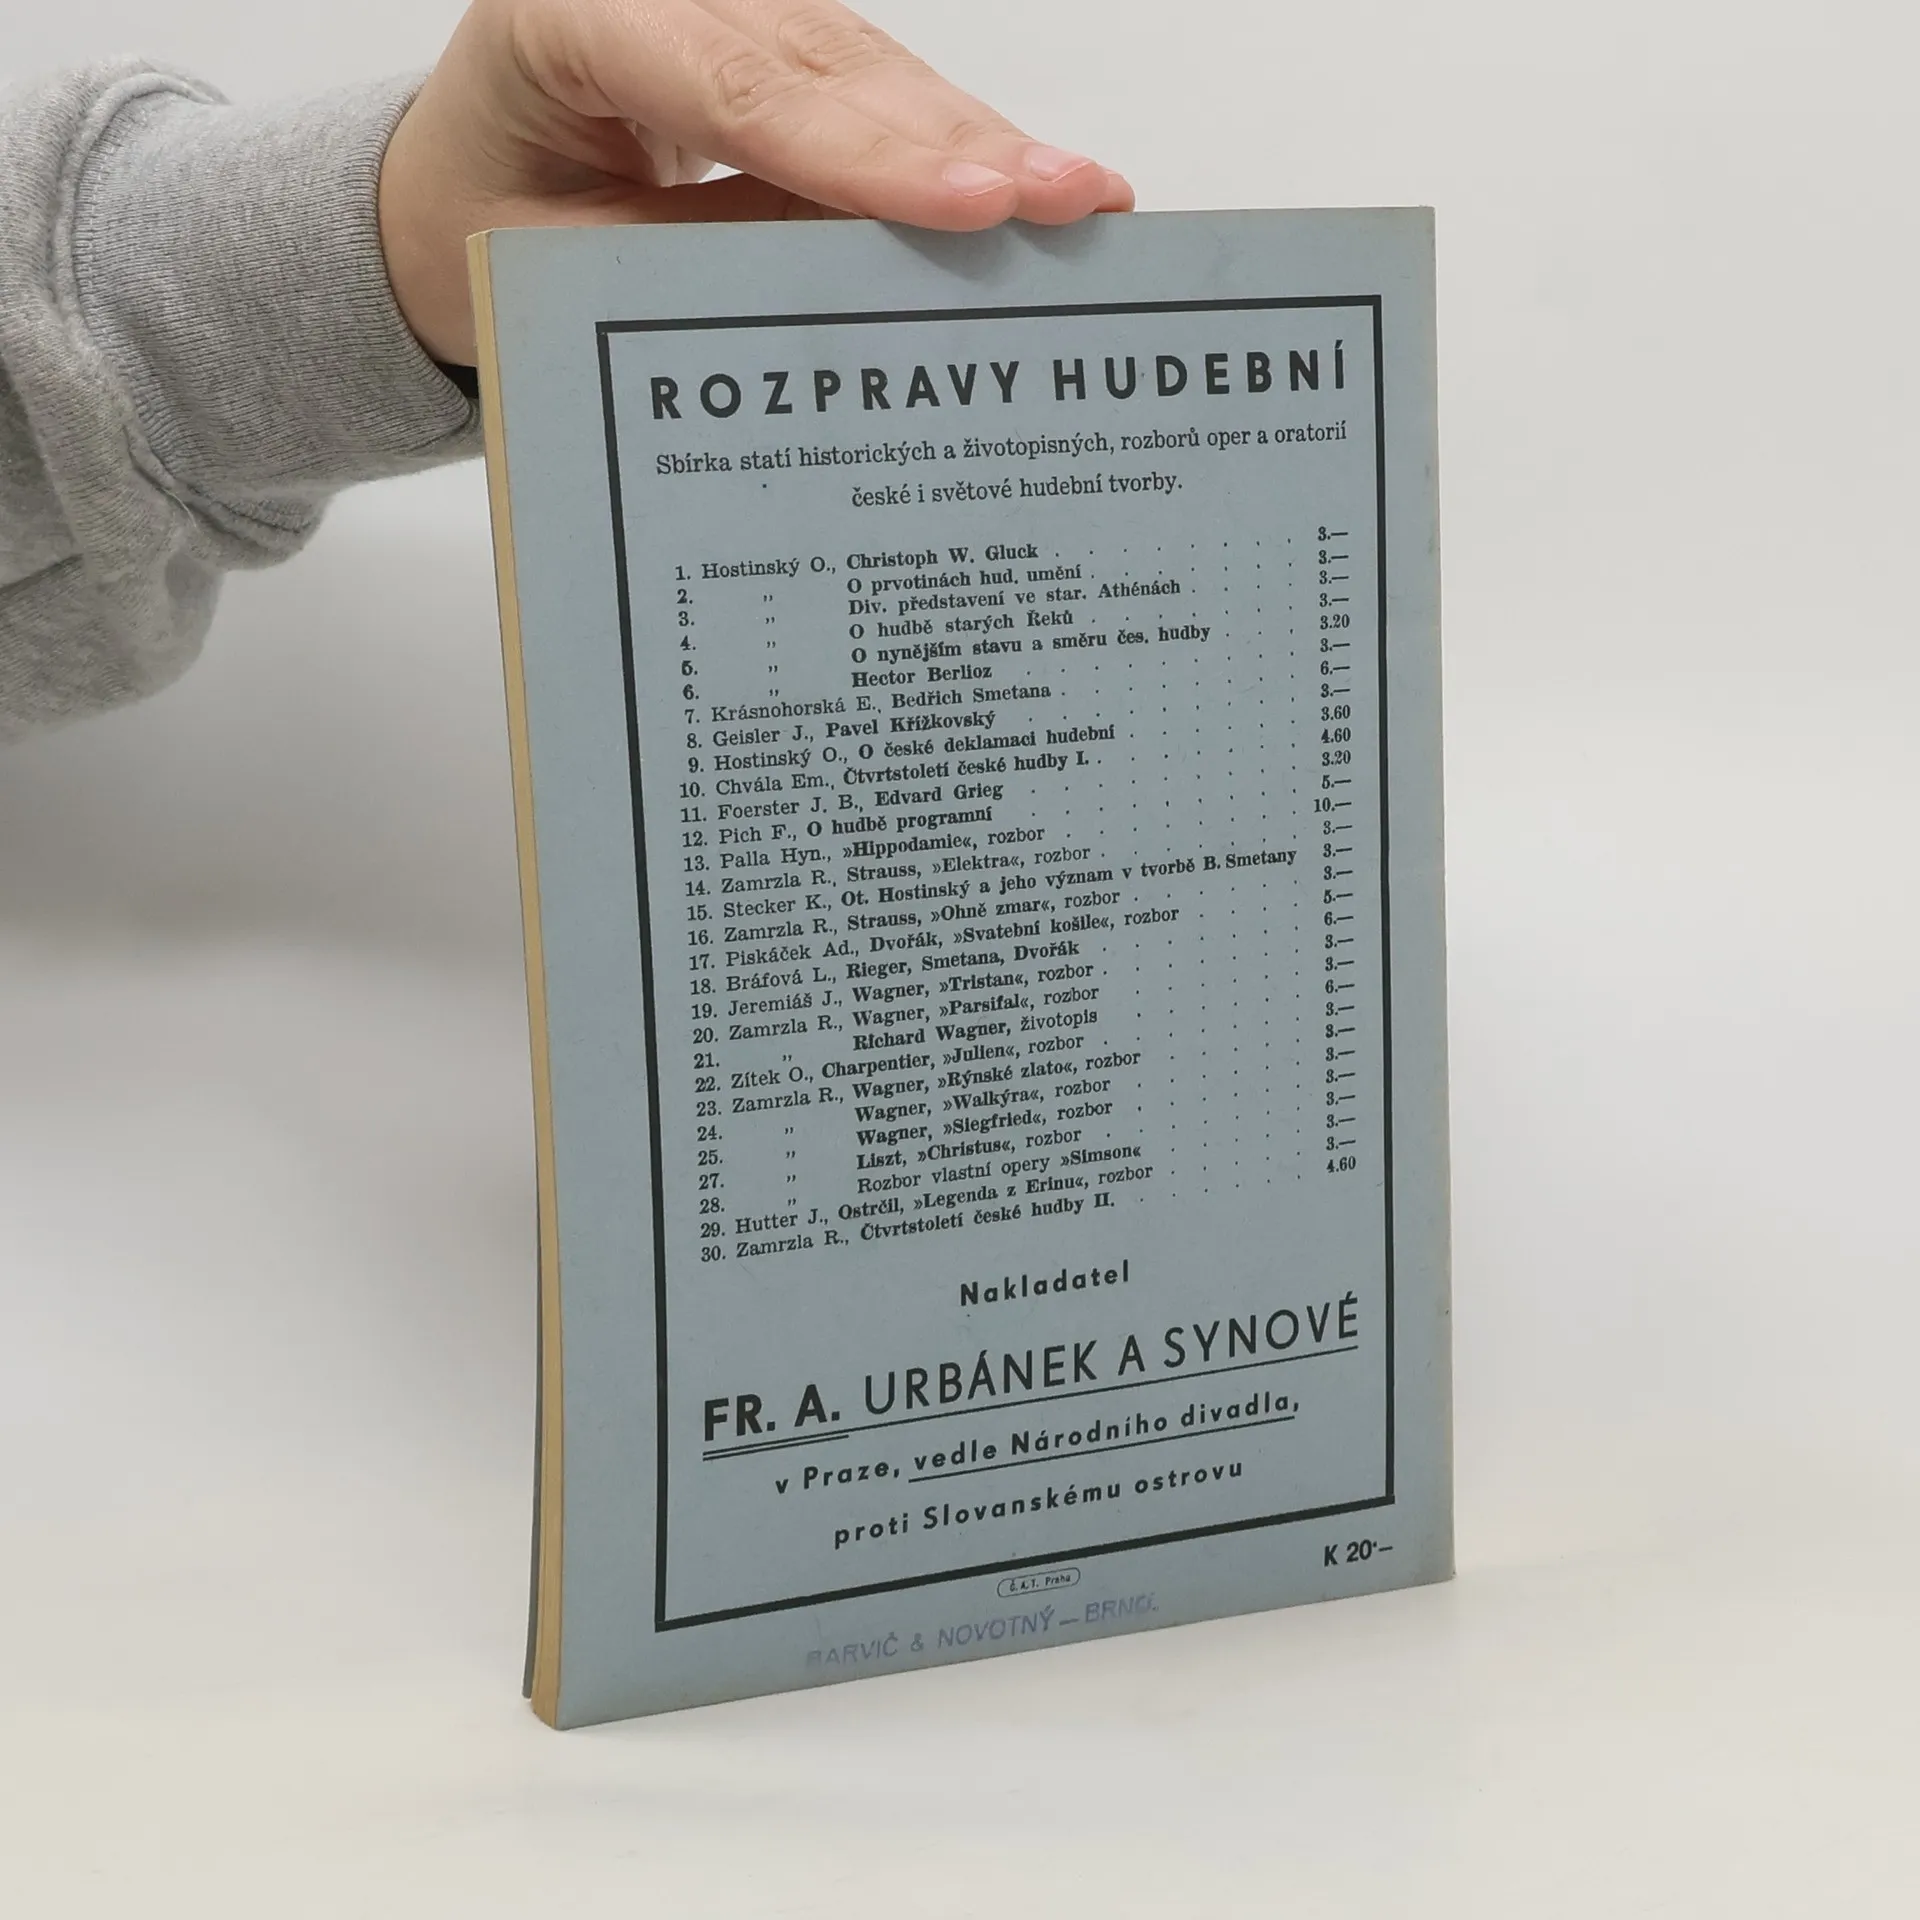 ROZPRAVY HUDEBNÍ
Sbírka statí historických a životopisných, rozborů oper a oratorií
české i světové hudební tvorby.
1. Hostinský O., Christoph W. Gluck . . . . . . . . 3.—
2. „ O prvotinách hud. umění . . . . . . . 3.—
3. „ Div. představení ve star. Athénách . . . . 3.—
4. „ O hudbě starých Řeků . . . . . . . 3.—
5. „ O nynějším stavu a směru čes. hudby . . . 3.20
6. „ Hector Berlioz . . . . . . . . . 3.—
7. Krásnohorská E., Bedřich Smetana . . . . . . . . 6.—
8. Geisler J., Pavel Křížkovský . . . . . . . . . 3.—
9. Hostinský O., O české deklamaci hudební . . . . . . 3.60
10. Chvála Em., Čtvrtstoletí české hudby I. . . . . . . . 4.60
11. Foerster J. B., Edvard Grieg . . . . . . . . . 3.20
12. Pich F., O hudbě programní . . . . . . . . . 5.—
13. Palla Hyn., »Hippodamie«, rozbor . . . . . . . . 10.—
14. Zamrzla R., Strauss, »Elektra«, rozbor . . . . . . . 3.—
15. Stecker K., Ot. Hostinský a jeho význam v tvorbě B. Smetany 3.—
16. Zamrzla R., Strauss, »Ohně zmar«, rozbor . . . . . . 3.—
17. Piskáček Ad., Dvořák, »Svatební košile«, rozbor . . . . 5.—
18. Bráfová L., Rieger, Smetana, Dvořák . . . . . . . 6.—
19. Jeremiáš J., Wagner, »Tristan«, rozbor . . . . . . . 3.—
20. Zamrzla R., Wagner, »Parsifal«, rozbor . . . . . . 3.—
21. „ Richard Wagner, životopis . . . . . . 6.—
22. Zítek O., Charpentier, »Julien«, rozbor . . . . . . . 3.—
23. Zamrzla R., Wagner, »Rýnské zlato«, rozbor . . . . . 3.—
24. „ Wagner, »Walkýra«, rozbor . . . . . . 3.—
25. „ Wagner, »Siegfried«, rozbor . . . . . . 3.—
27. „ Liszt, »Christus«, rozbor . . . . . . . 3.—
28. „ Rozbor vlastní opery »Simson« . . . . . 3.—
29. Hutter J., Ostrčil, »Legenda z Erinu«, rozbor . . . . . 3.—
30. Zamrzla R., Čtvrtstoletí české hudby II. . . . . . . 4.60
Nakladatel
FR. A. URBÁNEK A SYNOVÉ
v Praze, vedle Národního divadla,
proti Slovanskému ostrovu
K 20·—
Č. A. T. Praha
BARVIČ & NOVOTNÝ — BRNO.